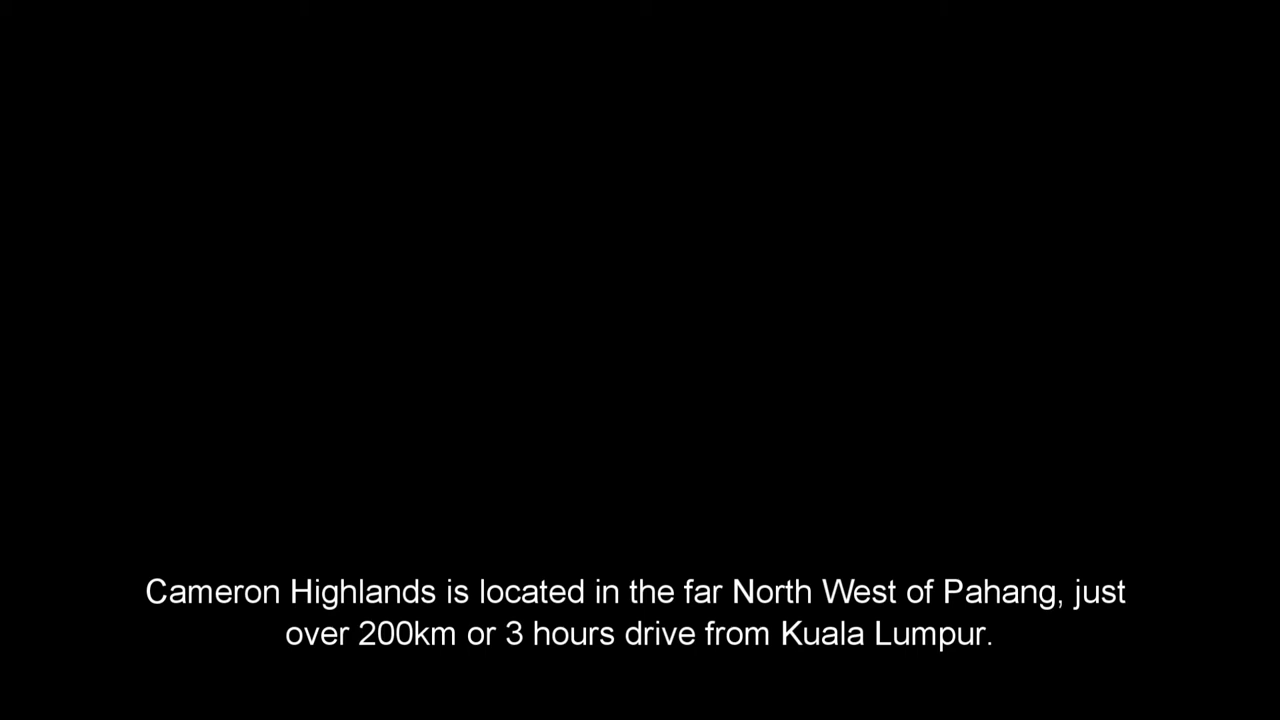 Cameron Highlands is located in the far North West of Pahang, just
over 200km or 3 hours drive from Kuala Lumpur.